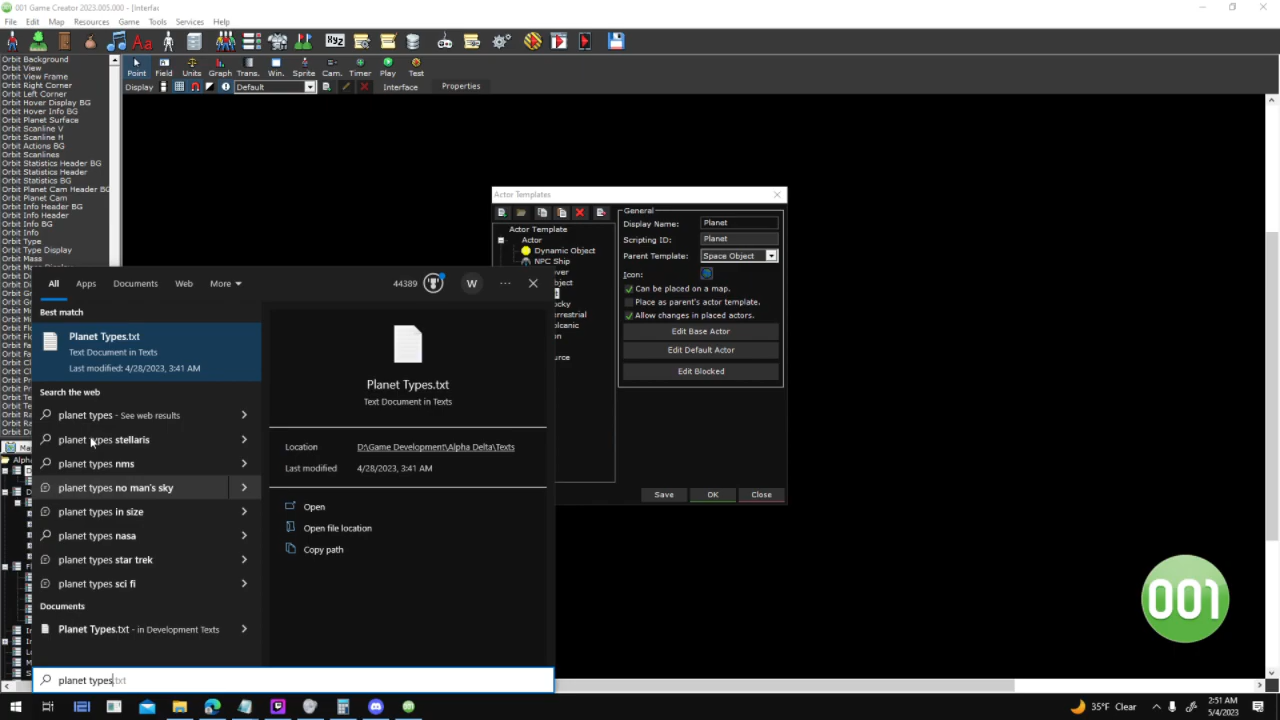 001 Game Creator 2023.005.000 - [Interfac
File Edit Map Resources Game Tools Services Help
Orbit Background
Orbit View
Orbit View Frame
Orbit Right Corner
Orbit Left Corner
Orbit Hover Display BG
Orbit Hover Info BG
Orbit Planet Surface
Orbit Scanline V
Orbit Scanline H
Orbit Actions BG
Orbit Scanlines
Orbit Statistics Header BG
Orbit Statistics Header
Orbit Statistics BG
Orbit Planet Cam Header BG
Orbit Planet Cam
Orbit Info Header BG
Orbit Info Header
Orbit Info BG
Orbit Info
Orbit Type
Orbit Type Display
Orbit Mass
Point Field Units Graph Trans. Win. Sprite Cam. Timer Play Test
Display Default Interface Properties
Actor Templates
Actor Template
Actor
Dynamic Object
NPC Ship
General
Display Name: Planet
Scripting ID: Planet
Parent Template: Space Object
Icon:
Can be placed on a map.
Place as parent's actor template.
Allow changes in placed actors.
Edit Base Actor
Edit Default Actor
Edit Blocked
Save OK Close
All Apps Documents Web More 44389 W
Best match
Planet Types.txt
Text Document in Texts
Last modified: 4/28/2023, 3:41 AM
Search the web
planet types - See web results
planet types stellaris
planet types nms
planet types no man's sky
planet types in size
planet types nasa
planet types star trek
planet types sci fi
Documents
Planet Types.txt - in Development Texts
planet types.txt
Planet Types.txt
Text Document in Texts
Location D:\Game Development\Alpha Delta\Texts
Last modified 4/28/2023, 3:41 AM
Open
Open file location
Copy path
001
35°F Clear
2:51 AM
5/4/2023